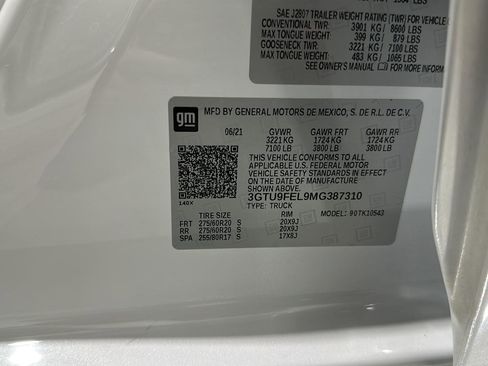 SAE J2807 TRAILER WEIGHT RATING (TWR) FOR VEHICLE
CONVENTIONAL TWR: 3901 KG / 8600 LBS
MAX TONGUE WEIGHT: 399 KG / 879 LBS
GOOSENECK TWR: 3221 KG / 7100 LBS
MAX TONGUE WEIGHT: 483 KG / 1065 LBS
SEE OWNER'S MANUAL FOR MORE INFORMATION
gm
MFD BY GENERAL MOTORS DE MEXICO, S. DE R.L. DE C.V.
06/21 GVWR GAWR FRT GAWR RR
3221 KG 1724 KG 1724 KG
7100 LB 3800 LB 3800 LB
THIS VEHICLE CONFORMS TO ALL APPLICABLE
U.S. FEDERAL MOTOR
VEHICLE SAFETY STANDARDS IN EFFECT ON
THE DATE OF MANUFACTURE
3GTU9FEL9MG387310
140X TYPE: TRUCK
MODEL: 90TK10543
TIRE SIZE RIM
FRT 275/60R20 S 20X9J
RR 275/60R20 S 20X9J
SPA 255/80R17 S 17X8J